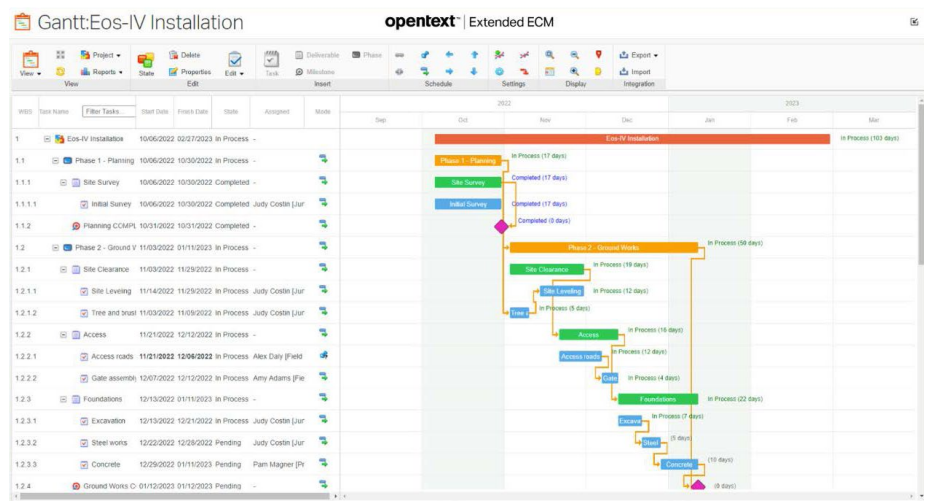 Gantt:Eos-IV Installation
opentext™ | Extended ECM
View
Project
Reports
View
State
Delete
Properties
Edit
Edit
Task
Deliverable
Milestone
Phase
Insert
Schedule
Settings
Display
Export
Import
Integration
WBS Task Name Filter Tasks Start Date Finish Date State Assigned Mode
2022 2023
Sep Oct Nov Dec Jan Feb Mar
1 Eos-IV Installation 10/06/2022 02/27/2023 In Process - Eos-IV Installation In Process (103 days)
1.1 Phase 1 - Planning 10/06/2022 10/30/2022 In Process - Phase 1 - Planning In Process (17 days)
1.1.1 Site Survey 10/06/2022 10/30/2022 Completed - Site Survey Completed (17 days)
1.1.1.1 Initial Survey 10/06/2022 10/30/2022 Completed Judy Costin [Jur Initial Survey Completed (17 days)
1.1.2 Planning COMPL 10/31/2022 10/31/2022 Completed - Completed (0 days)
1.2 Phase 2 - Ground V 11/03/2022 01/11/2023 In Process - Phase 2 - Ground Works In Process (50 days)
1.2.1 Site Clearance 11/03/2022 11/29/2022 In Process - Site Clearance In Process (19 days)
1.2.1.1 Site Leveing 11/14/2022 11/29/2022 In Process Judy Costin [Jur Site Leveling In Process (12 days)
1.2.1.2 Tree and brusl 11/03/2022 11/09/2022 In Process Judy Costin [Jur Tree In Process (5 days)
1.2.2 Access 11/21/2022 12/12/2022 In Process - Access In Process (16 days)
1.2.2.1 Access roads 11/21/2022 12/06/2022 In Process Alex Daly [Field Access roads In Process (12 days)
1.2.2.2 Gate assembly 12/07/2022 12/12/2022 In Process Amy Adams [Fie Gate In Process (4 days)
1.2.3 Foundations 12/13/2022 01/11/2023 In Process - Foundations In Process (22 days)
1.2.3.1 Excavation 12/13/2022 12/21/2022 In Process Judy Costin [Jur Excava In Process (7 days)
1.2.3.2 Steel works 12/22/2022 12/28/2022 Pending Judy Costin [Jur Steel (5 days)
1.2.3.3 Concrete 12/29/2022 01/11/2023 Pending Pam Magner [Pr Concrete (10 days)
1.2.4 Ground Works C 01/12/2023 01/12/2023 Pending - (0 days)